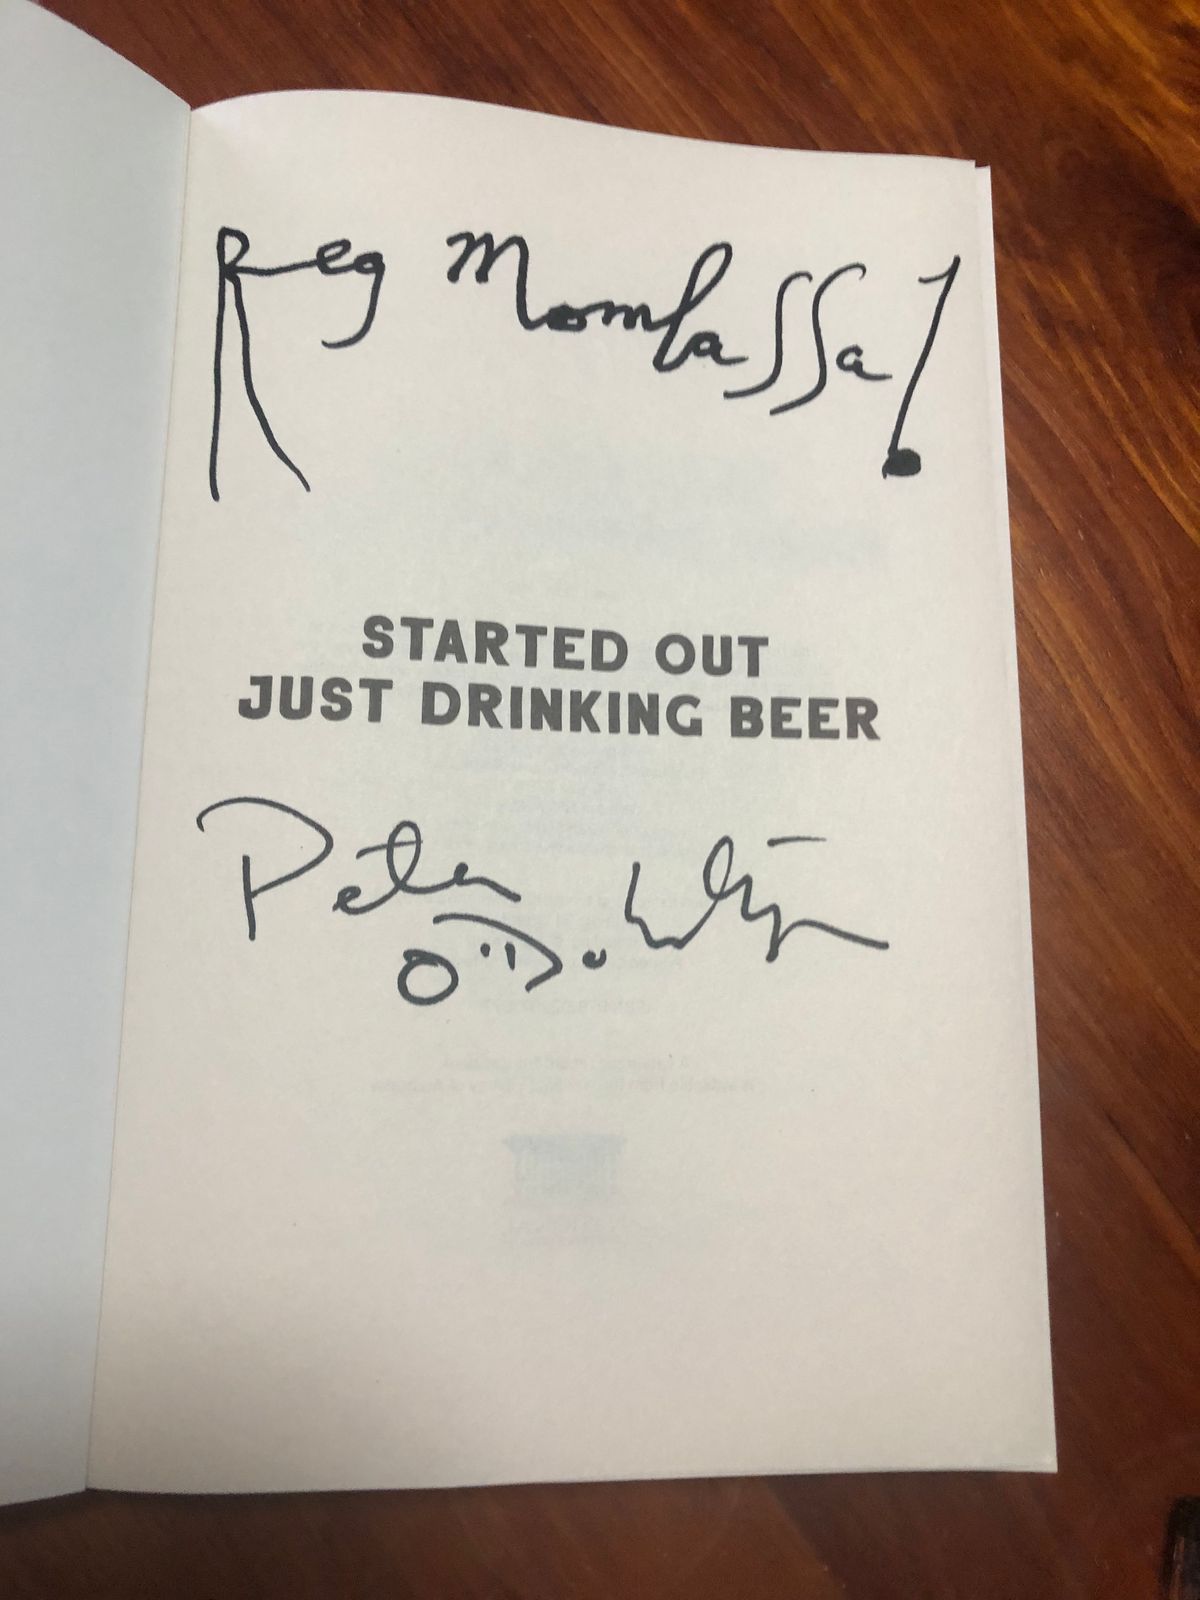 Reg Mombassa!
STARTED OUT
JUST DRINKING BEER
Peter
O'D.